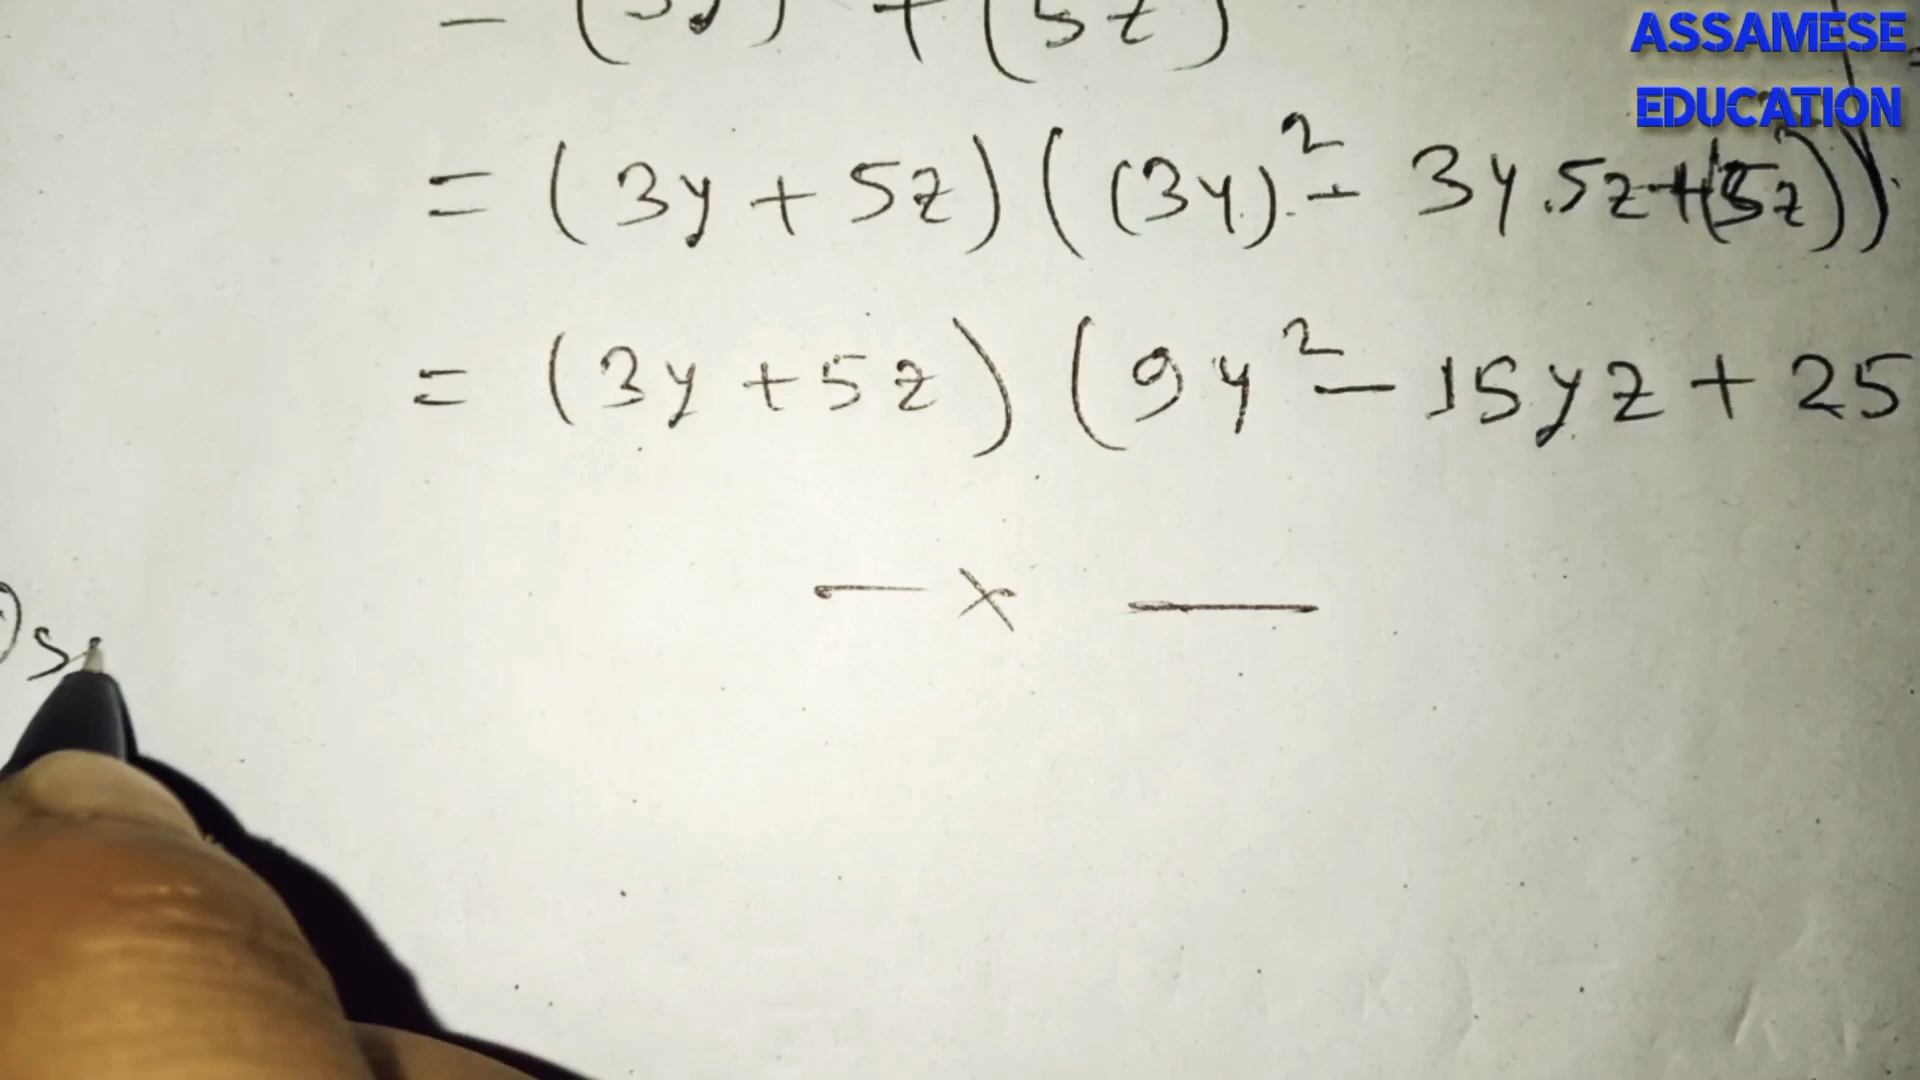 ASSAMESE
EDUCATION
= (3y + 5z) ((3y)² - 3y.5z+(5z)²)
= (3y +5z) (9y² - 15yz + 25
— × —